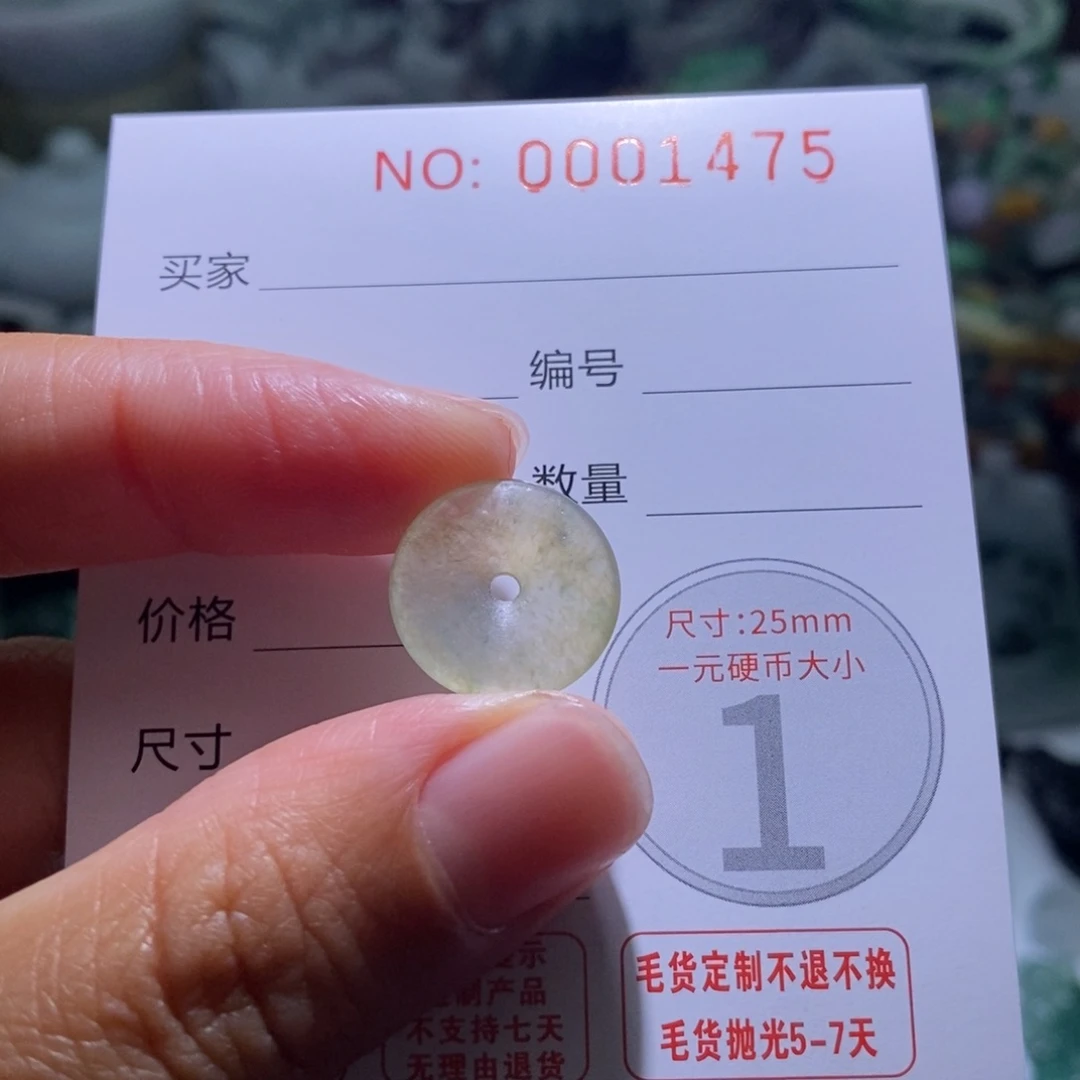 NO: 0001475
买家
编号
数量
价格
尺寸
尺寸:25mm
一元硬币大小
1
毛货定制不退不换
毛货抛光5-7天
示
制产品
不支持七天
无理由退货